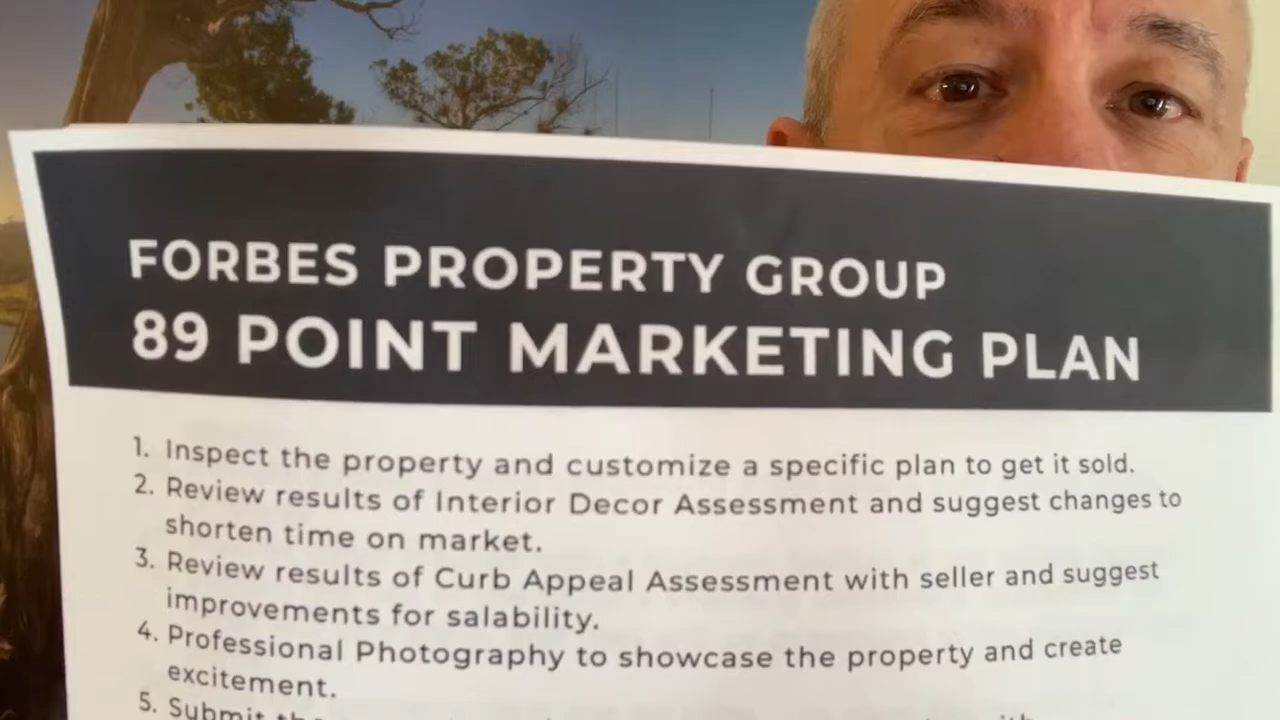 FORBES PROPERTY GROUP
89 POINT MARKETING PLAN
1. Inspect the property and customize a specific plan to get it sold.
2. Review results of Interior Decor Assessment and suggest changes to
shorten time on market.
3. Review results of Curb Appeal Assessment with seller and suggest
improvements for salability.
4. Professional Photography to showcase the property and create
excitement.
5. Submit